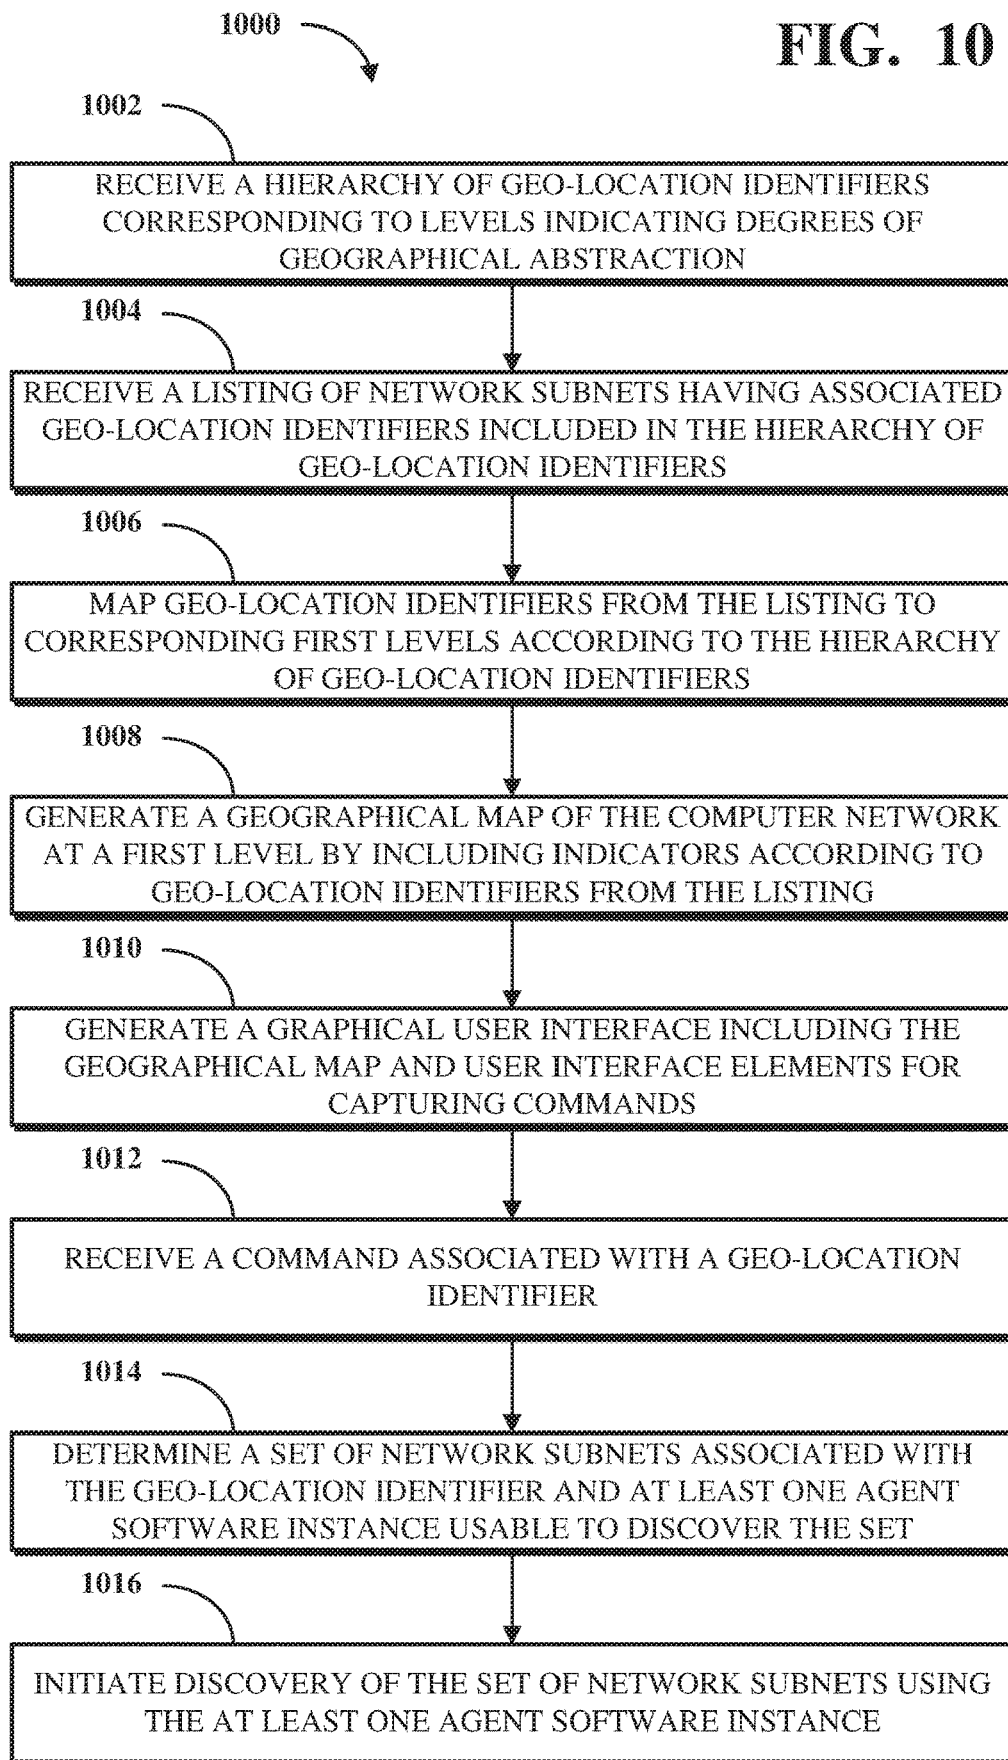 1000
FIG. 10
1002
RECEIVE A HIERARCHY OF GEO-LOCATION IDENTIFIERS
CORRESPONDING TO LEVELS INDICATING DEGREES OF
GEOGRAPHICAL ABSTRACTION
1004
RECEIVE A LISTING OF NETWORK SUBNETS HAVING ASSOCIATED
GEO-LOCATION IDENTIFIERS INCLUDED IN THE HIERARCHY OF
GEO-LOCATION IDENTIFIERS
1006
MAP GEO-LOCATION IDENTIFIERS FROM THE LISTING TO
CORRESPONDING FIRST LEVELS ACCORDING TO THE HIERARCHY
OF GEO-LOCATION IDENTIFIERS
1008
GENERATE A GEOGRAPHICAL MAP OF THE COMPUTER NETWORK
AT A FIRST LEVEL BY INCLUDING INDICATORS ACCORDING TO
GEO-LOCATION IDENTIFIERS FROM THE LISTING
1010
GENERATE A GRAPHICAL USER INTERFACE INCLUDING THE
GEOGRAPHICAL MAP AND USER INTERFACE ELEMENTS FOR
CAPTURING COMMANDS
1012
RECEIVE A COMMAND ASSOCIATED WITH A GEO-LOCATION
IDENTIFIER
1014
DETERMINE A SET OF NETWORK SUBNETS ASSOCIATED WITH
THE GEO-LOCATION IDENTIFIER AND AT LEAST ONE AGENT
SOFTWARE INSTANCE USABLE TO DISCOVER THE SET
1016
INITIATE DISCOVERY OF THE SET OF NETWORK SUBNETS USING
THE AT LEAST ONE AGENT SOFTWARE INSTANCE